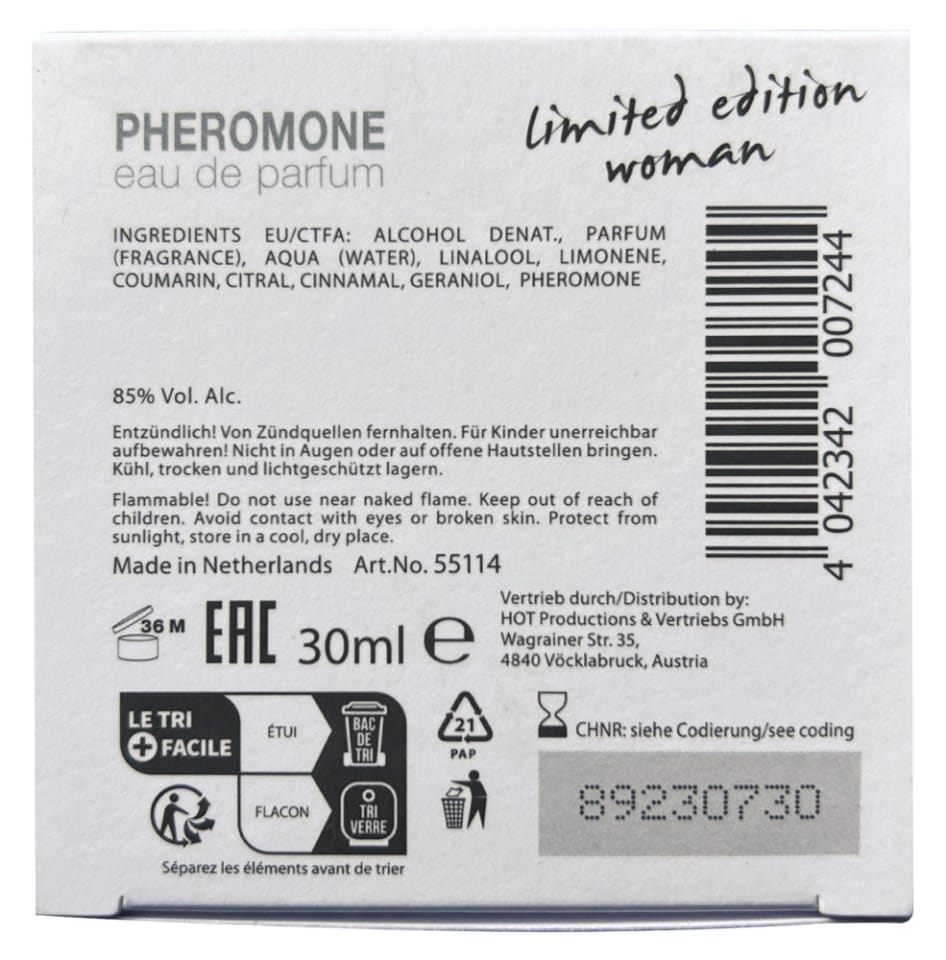 PHEROMONE
eau de parfum
limited edition
woman
INGREDIENTS EU/CTFA: ALCOHOL DENAT., PARFUM
(FRAGRANCE), AQUA (WATER), LINALOOL, LIMONENE,
COUMARIN, CITRAL, CINNAMAL, GERANIOL, PHEROMONE
4 042342 007244
85% Vol. Alc.
Entzündlich! Von Zündquellen fernhalten. Für Kinder unerreichbar
aufbewahren! Nicht in Augen oder auf offene Hautstellen bringen.
Kühl, trocken und lichtgeschützt lagern.
Flammable! Do not use near naked flame. Keep out of reach of
children. Avoid contact with eyes or broken skin. Protect from
sunlight, store in a cool, dry place.
Made in Netherlands Art.No. 55114
36 M
EAC
30ml e
Vertrieb durch/Distribution by:
HOT Productions & Vertriebs GmbH
Wagrainer Str. 35,
4840 Vöcklabruck, Austria
LE TRI
+ FACILE
ÉTUI
BAC
DE
TRI
FLACON
TRI
VERRE
Séparez les éléments avant de trier
21
PAP
CHNR: siehe Codierung/see coding
89230730